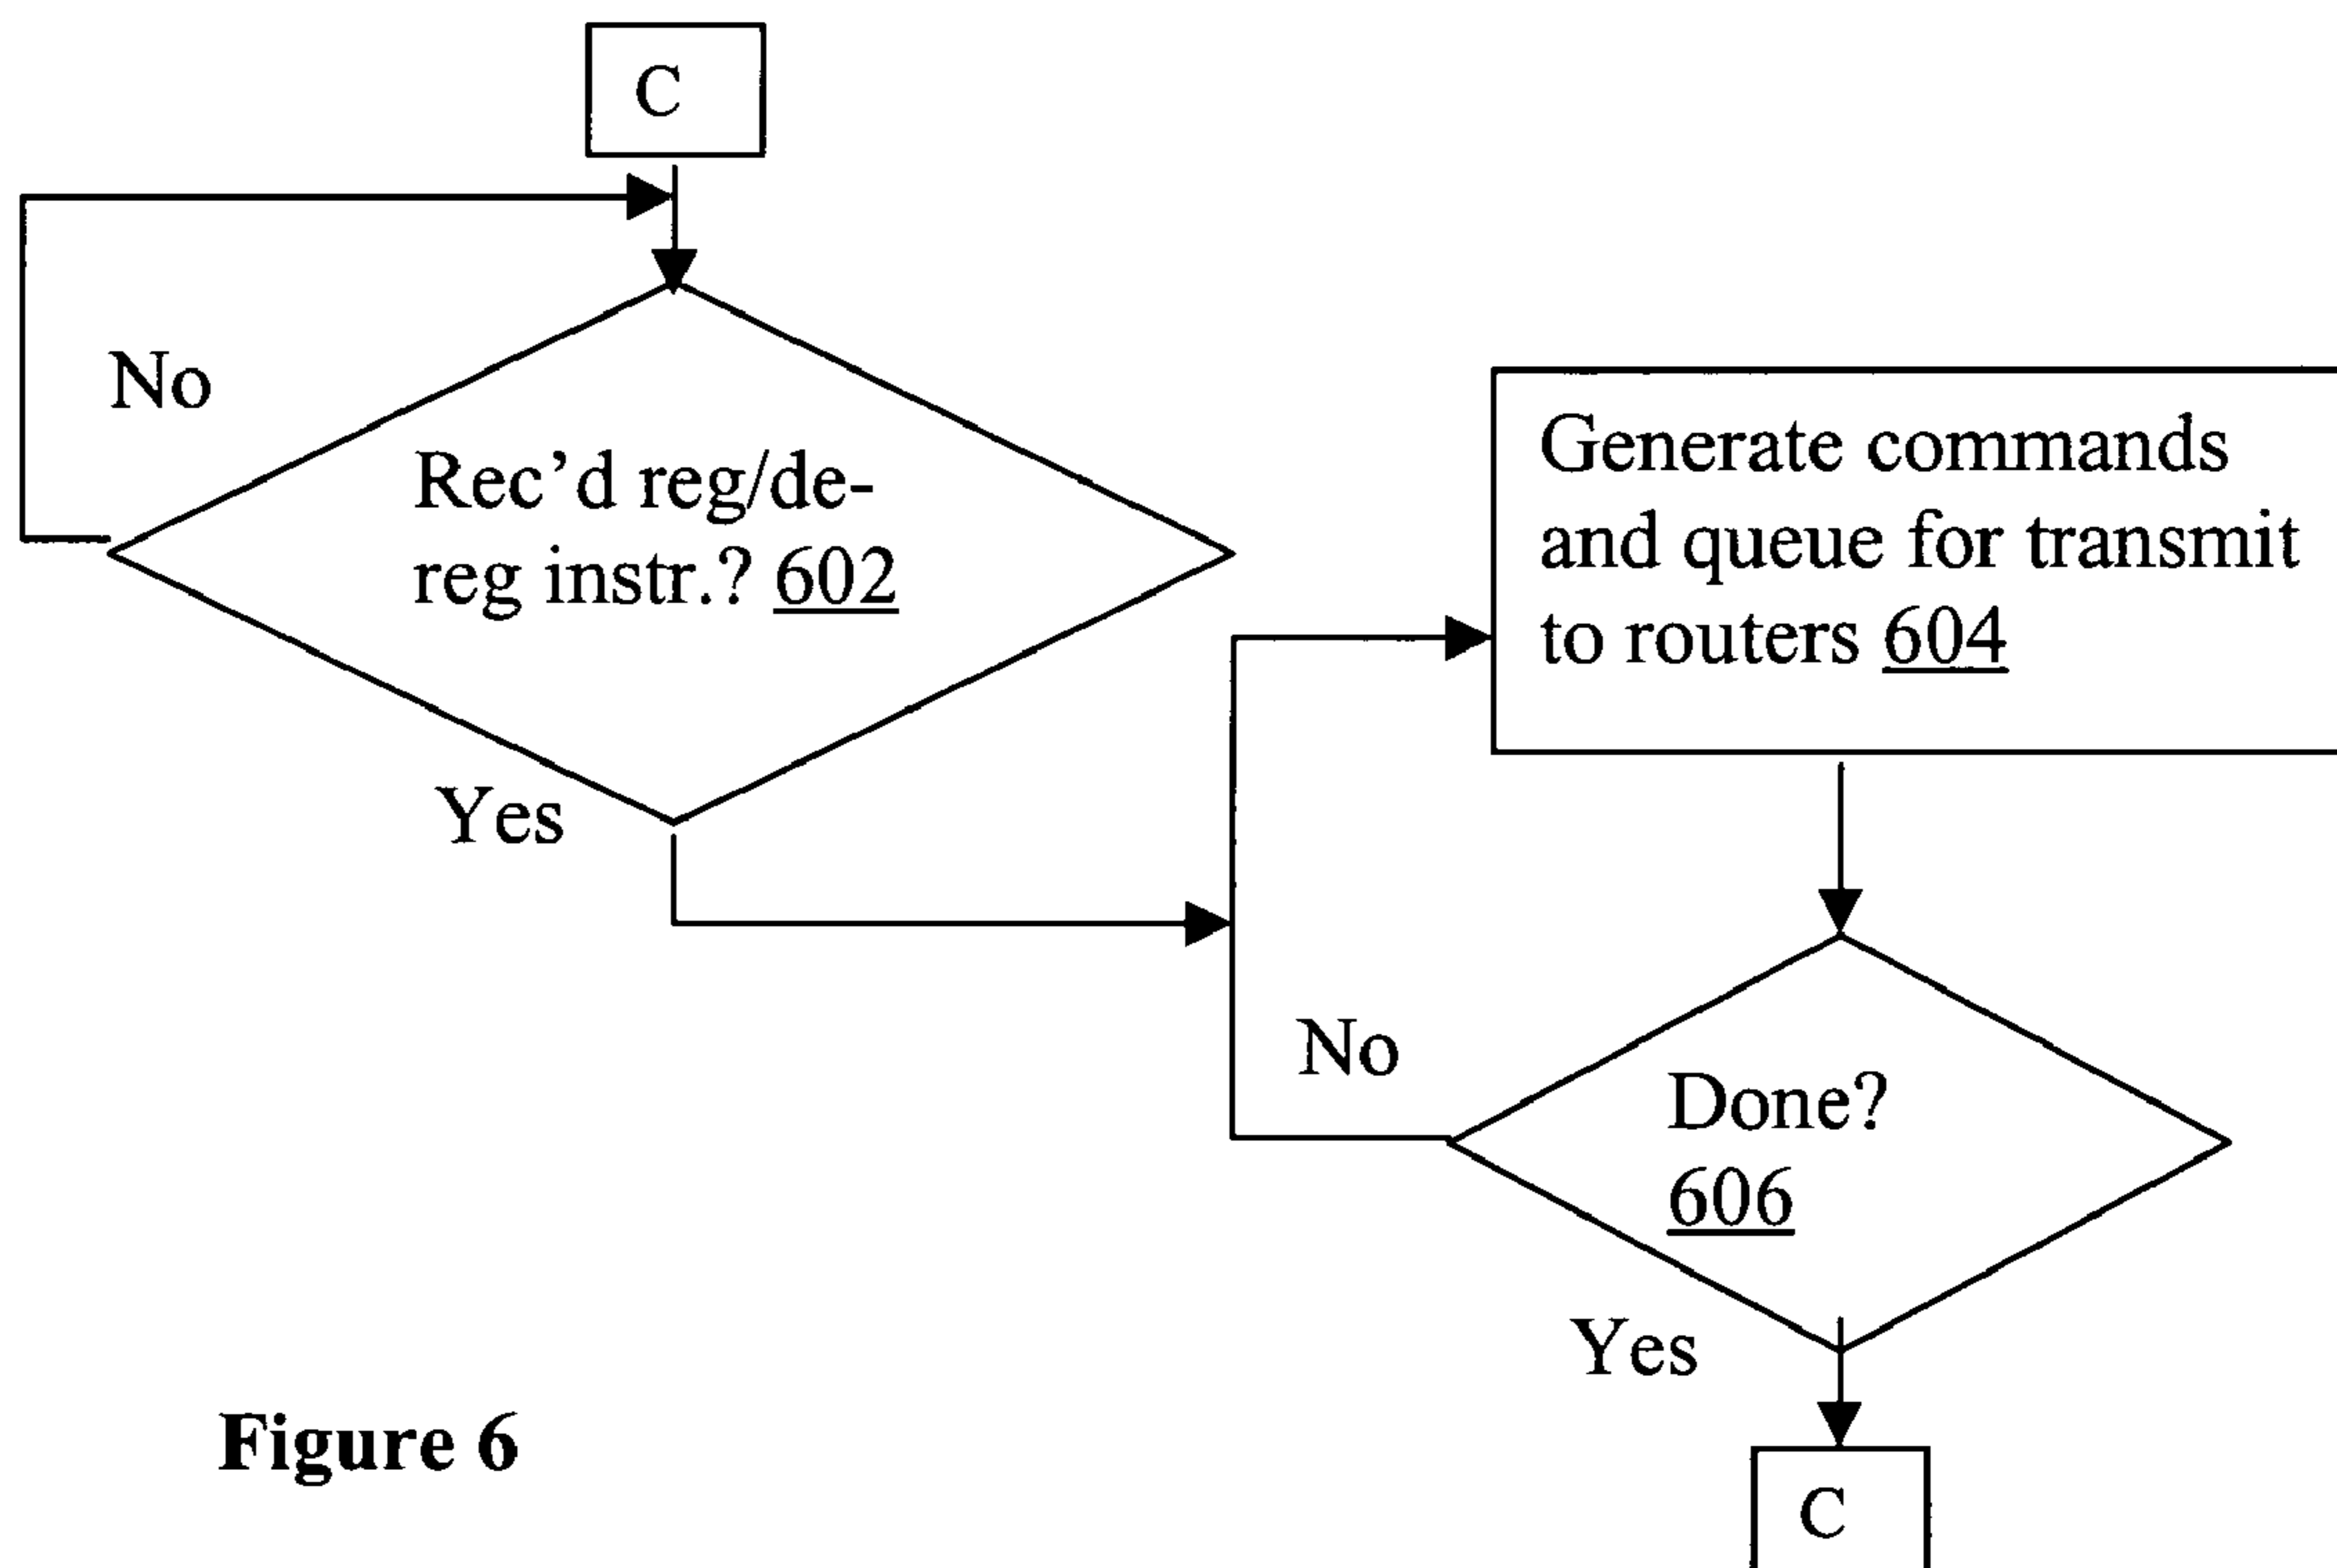 C
No
Rec’d reg/de-
reg instr.? 602
Yes
Generate commands
and queue for transmit
to routers 604
No
Done?
606
Yes
C
Figure 6